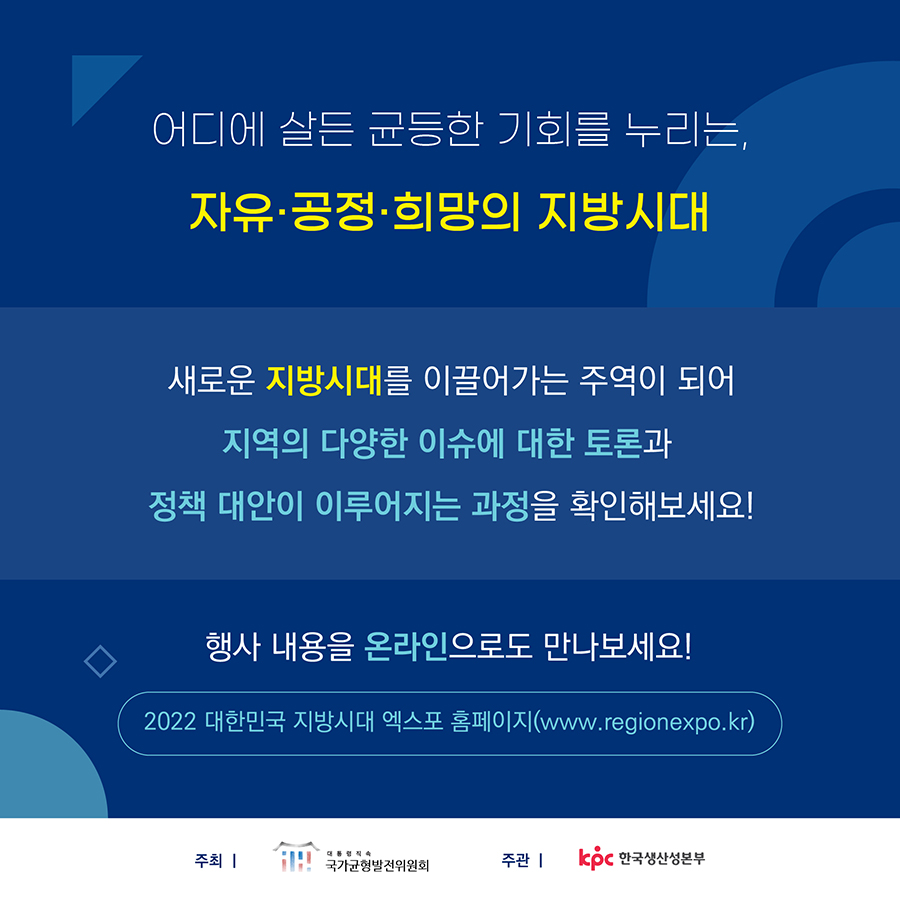 어디에 살든 균등한 기회를 누리는,
자유·공정·희망의 지방시대
새로운 지방시대를 이끌어가는 주역이 되어
지역의 다양한 이슈에 대한 토론과
정책 대안이 이루어지는 과정을 확인해보세요!
행사 내용을 온라인으로도 만나보세요!
2022 대한민국 지방시대 엑스포 홈페이지(www.regionexpo.kr)
주최 |
대통령직속
국가균형발전위원회
주관 |
kpc 한국생산성본부